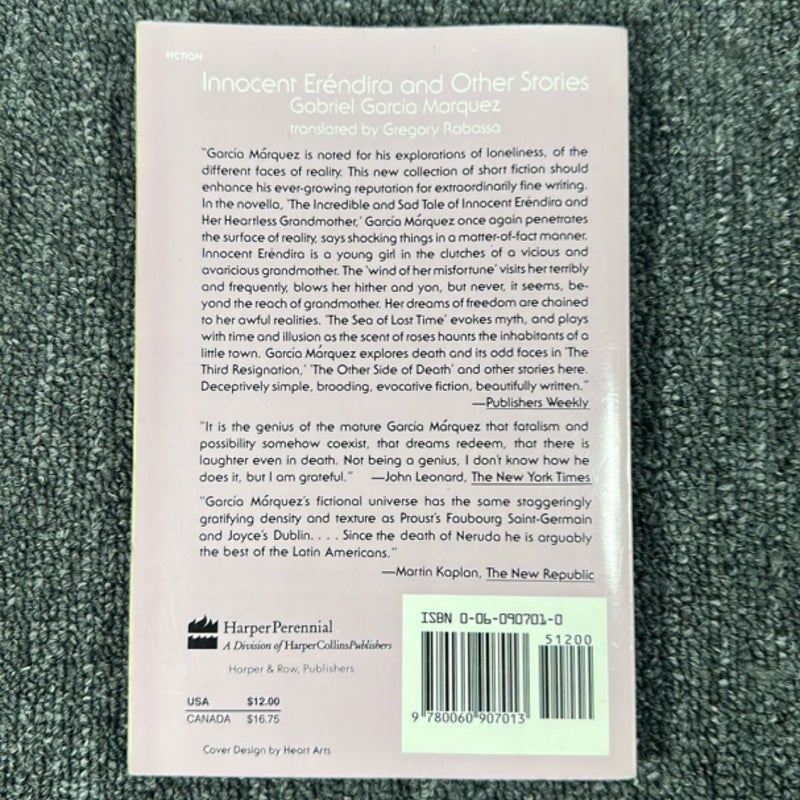 FICTION
Innocent Eréndira and Other Stories
Gabriel García Marquez
translated by Gregory Rabassa
"García Márquez is noted for his explorations of loneliness, of the
different faces of reality. This new collection of short fiction should
enhance his ever-growing reputation for extraordinarily fine writing.
In the novella, 'The Incredible and Sad Tale of Innocent Eréndira and
Her Heartless Grandmother,' García Márquez once again penetrates
the surface of reality, says shocking things in a matter-of-fact manner.
Innocent Eréndira is a young girl in the clutches of a vicious and
avaricious grandmother. The 'wind of her misfortune' visits her terribly
and frequently, blows her hither and yon, but never, it seems, be-
yond the reach of grandmother. Her dreams of freedom are chained
to her awful realities. 'The Sea of Lost Time' evokes myth, and plays
with time and illusion as the scent of roses haunts the inhabitants of a
little town. García Márquez explores death and its odd faces in 'The
Third Resignation,' 'The Other Side of Death' and other stories here.
Deceptively simple, brooding, evocative fiction, beautifully written."
—Publishers Weekly
"It is the genius of the mature García Márquez that fatalism and
possibility somehow coexist, that dreams redeem, that there is
laughter even in death. Not being a genius, I don't know how he
does it, but I am grateful." —John Leonard, The New York Times
"García Márquez's fictional universe has the same staggeringly
gratifying density and texture as Proust's Faubourg Saint-Germain
and Joyce's Dublin. . . . Since the death of Neruda he is arguably
the best of the Latin Americans."
—Martin Kaplan, The New Republic
HarperPerennial
A Division of HarperCollinsPublishers
Harper & Row, Publishers
USA $12.00
CANADA $16.75
Cover Design by Heart Arts
ISBN 0-06-090701-0
51200
9 780060 907013